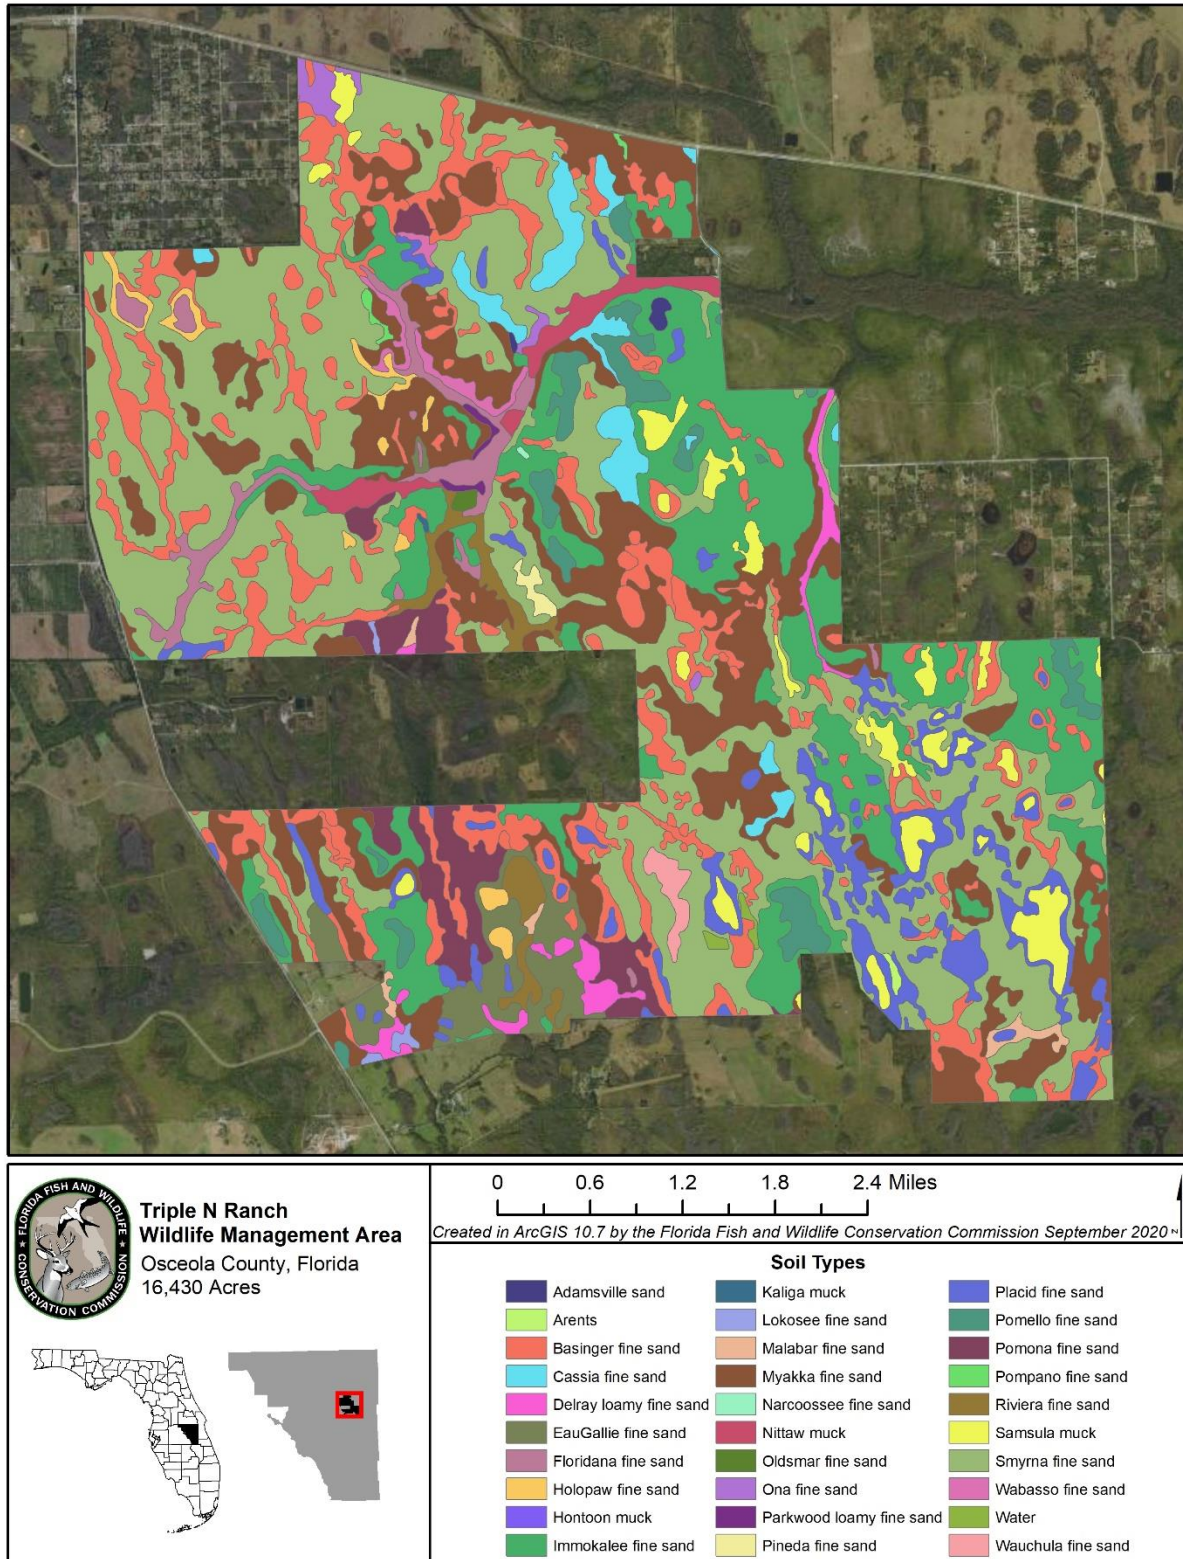 FLORIDA FISH AND WILDLIFE
CONSERVATION COMMISSION
Triple N Ranch
Wildlife Management Area
Osceola County, Florida
16,430 Acres
0 0.6 1.2 1.8 2.4 Miles
Created in ArcGIS 10.7 by the Florida Fish and Wildlife Conservation Commission September 2020
N
Soil Types
Adamsville sand
Arents
Basinger fine sand
Cassia fine sand
Delray loamy fine sand
EauGallie fine sand
Floridana fine sand
Holopaw fine sand
Hontoon muck
Immokalee fine sand
Kaliga muck
Lokosee fine sand
Malabar fine sand
Myakka fine sand
Narcoossee fine sand
Nittaw muck
Oldsmar fine sand
Ona fine sand
Parkwood loamy fine sand
Pineda fine sand
Placid fine sand
Pomello fine sand
Pomona fine sand
Pompano fine sand
Riviera fine sand
Samsula muck
Smyrna fine sand
Wabasso fine sand
Water
Wauchula fine sand